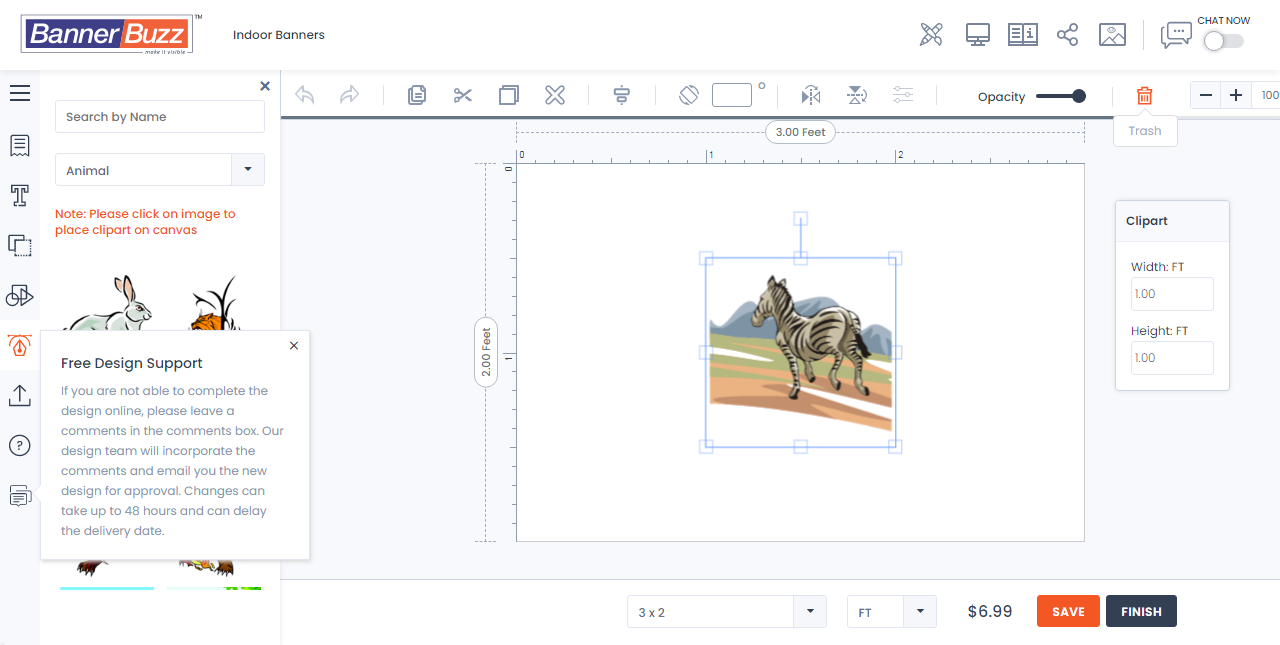 BannerBuzz TM
make it visible
Indoor Banners
CHAT NOW
Search by Name
Animal
Note: Please click on image to
place clipart on canvas
Opacity
100
Trash
3.00 Feet
0
1
2
0
1
2.00 Feet
Clipart
Width: FT
1.00
Height: FT
1.00
Free Design Support
If you are not able to complete the
design online, please leave a
comments in the comments box. Our
design team will incorporate the
comments and email you the new
design for approval. Changes can
take up to 48 hours and can delay
the delivery date.
3 x 2
FT
$6.99
SAVE
FINISH